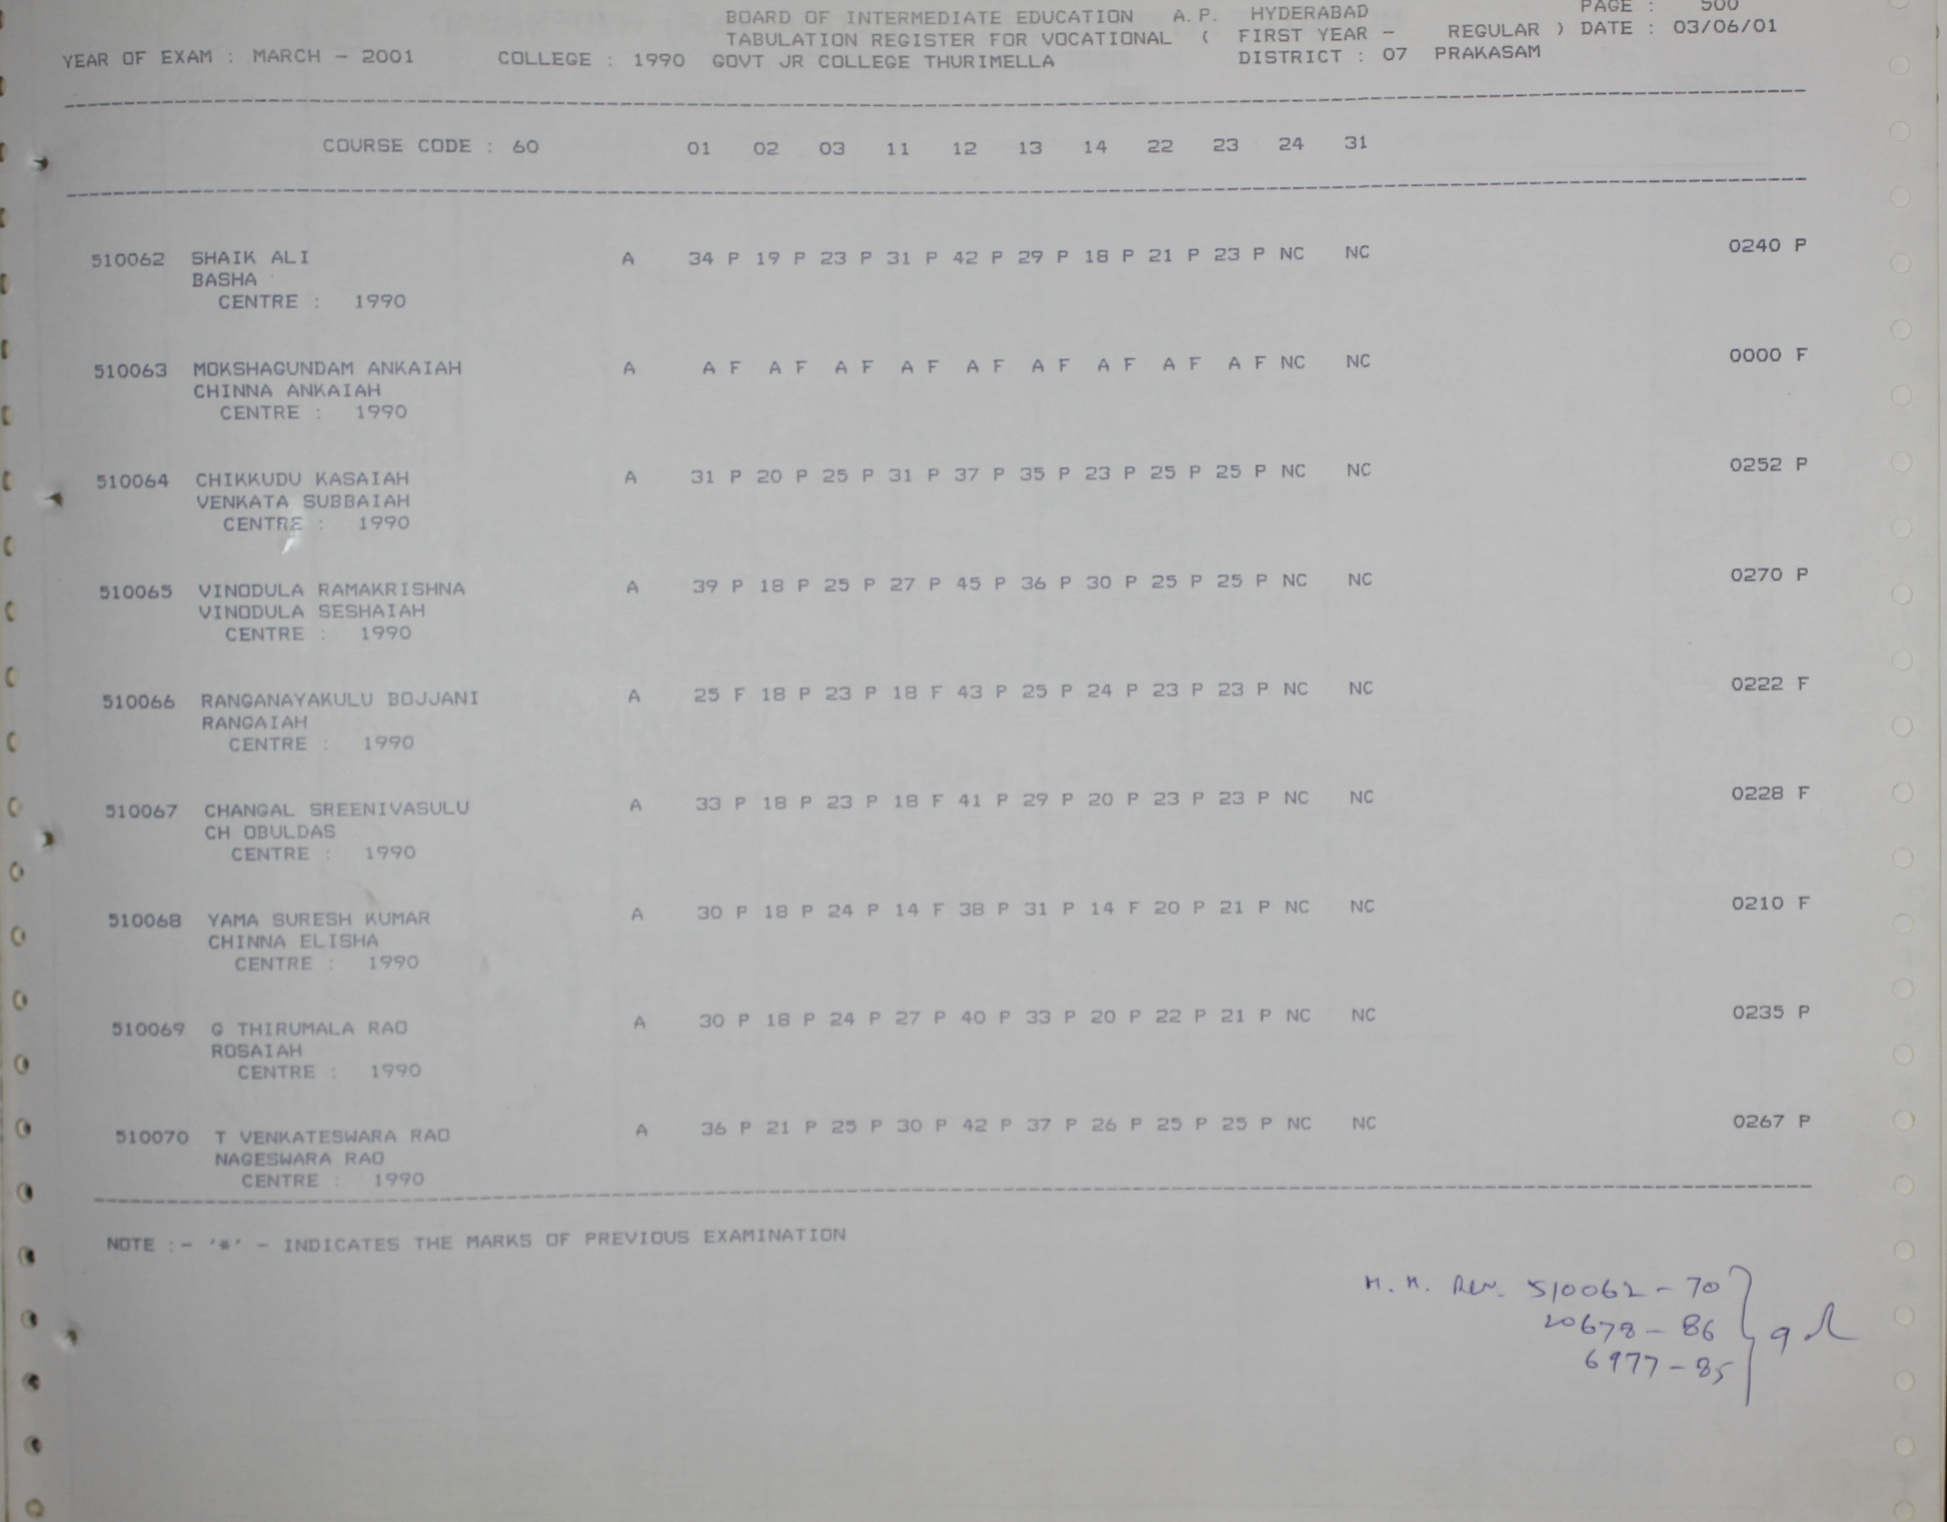 BOARD OF INTERMEDIATE EDUCATION A.P. HYDERABAD PAGE : 500
TABULATION REGISTER FOR VOCATIONAL ( FIRST YEAR - REGULAR ) DATE : 03/06/01
YEAR OF EXAM : MARCH - 2001 COLLEGE : 1990 GOVT JR COLLEGE THURIMELLA DISTRICT : 07 PRAKASAM
COURSE CODE : 60 01 02 03 11 12 13 14 22 23 24 31
510062 SHAIK ALI A 34 P 19 P 23 P 31 P 42 P 29 P 18 P 21 P 23 P NC NC 0240 P
BASHA
CENTRE : 1990
510063 MOKSHAGUNDAM ANKAIAH A A F A F A F A F A F A F A F A F A F NC NC 0000 F
CHINNA ANKAIAH
CENTRE : 1990
510064 CHIKKUDU KASAIAH A 31 P 20 P 25 P 31 P 37 P 35 P 23 P 25 P 25 P NC NC 0252 P
VENKATA SUBBAIAH
CENTRE : 1990
510065 VINODULA RAMAKRISHNA A 39 P 18 P 25 P 27 P 45 P 36 P 30 P 25 P 25 P NC NC 0270 P
VINODULA SESHAIAH
CENTRE : 1990
510066 RANGANAYAKULU BOJJANI A 25 F 18 P 23 P 18 F 43 P 25 P 24 P 23 P 23 P NC NC 0222 F
RANGAIAH
CENTRE : 1990
510067 CHANGAL SREENIVASULU A 33 P 18 P 23 P 18 F 41 P 29 P 20 P 23 P 23 P NC NC 0228 F
CH OBULDAS
CENTRE : 1990
510068 YAMA SURESH KUMAR A 30 P 18 P 24 P 14 F 38 P 31 P 14 F 20 P 21 P NC NC 0210 F
CHINNA ELISHA
CENTRE : 1990
510069 G THIRUMALA RAO A 30 P 18 P 24 P 27 P 40 P 33 P 20 P 22 P 21 P NC NC 0235 P
ROSAIAH
CENTRE : 1990
510070 T VENKATESWARA RAO A 36 P 21 P 25 P 30 P 42 P 37 P 26 P 25 P 25 P NC NC 0267 P
NAGESWARA RAO
CENTRE : 1990
NOTE :- '*' - INDICATES THE MARKS OF PREVIOUS EXAMINATION
M. M. Rev. 510062 - 70
20678 - 86 } 9
6977 - 85